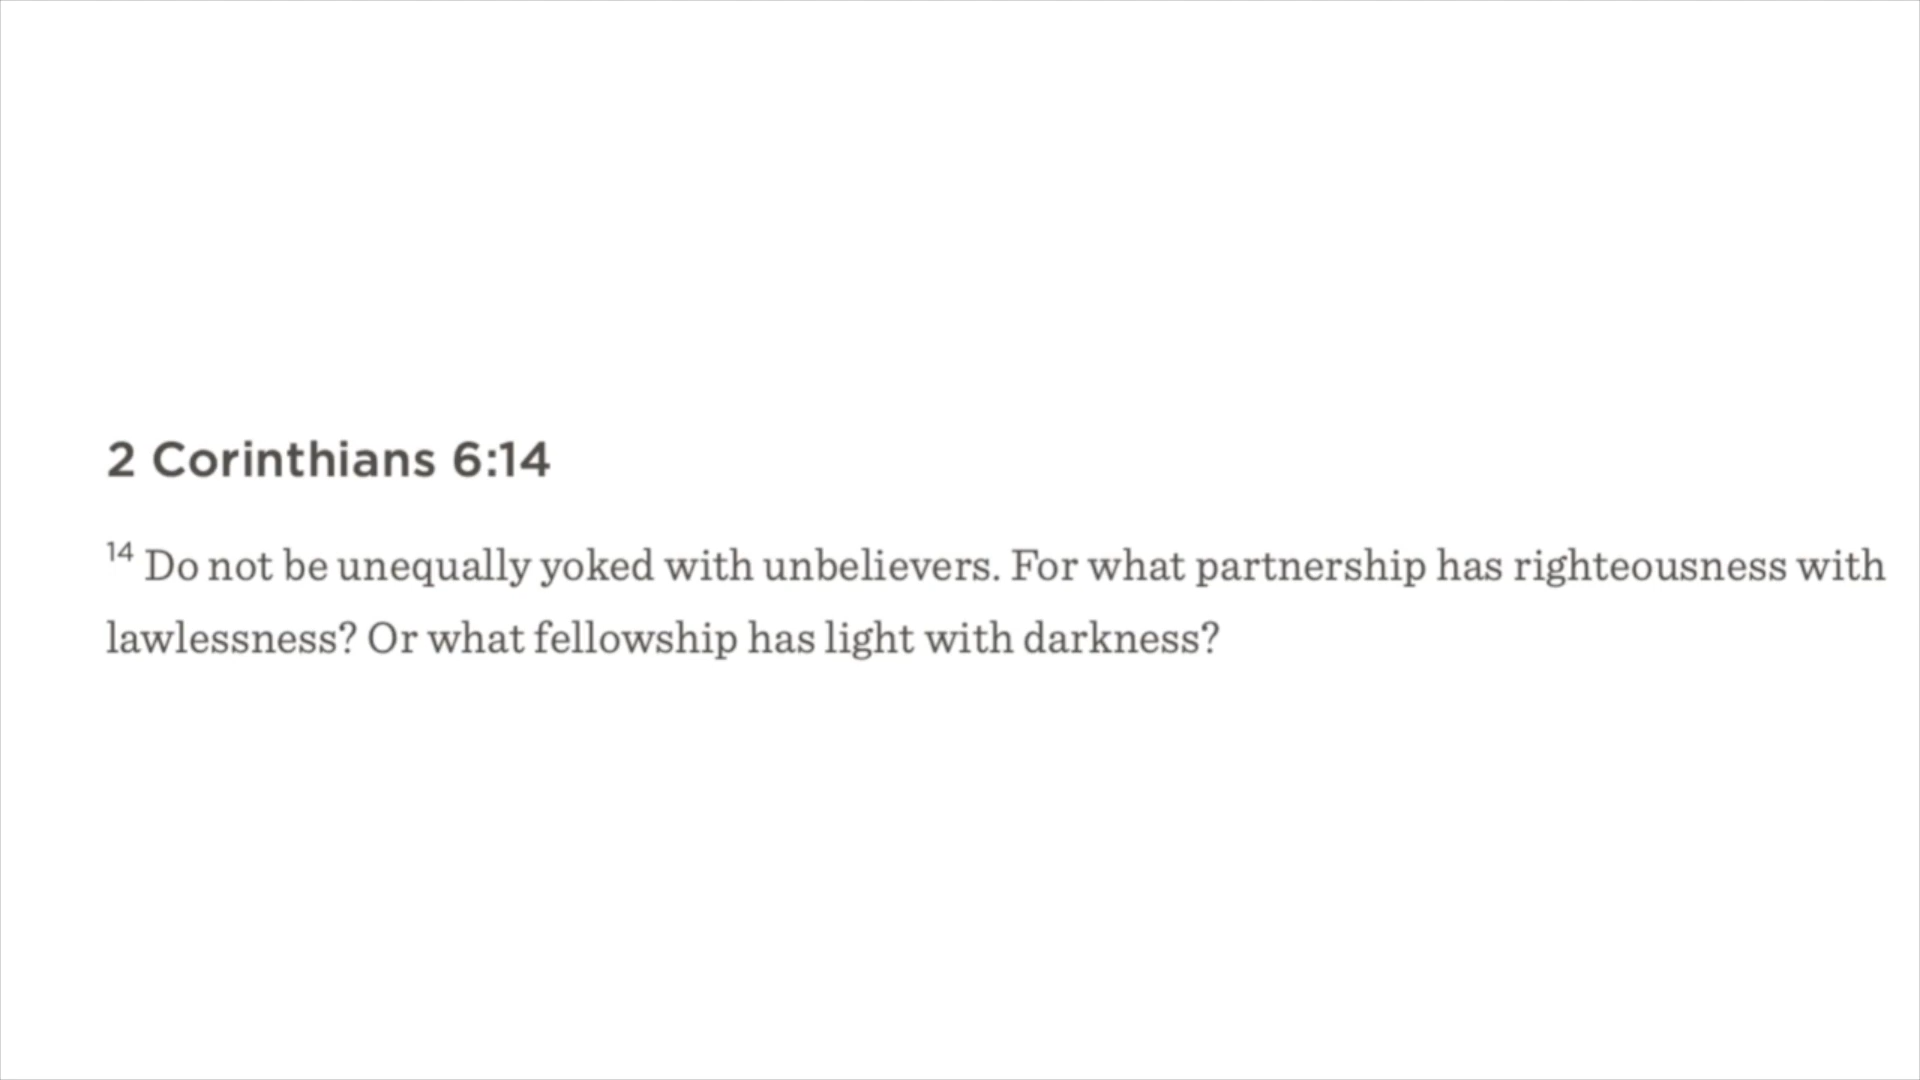 2 Corinthians 6:14
14 Do not be unequally yoked with unbelievers. For what partnership has righteousness with
lawlessness? Or what fellowship has light with darkness?